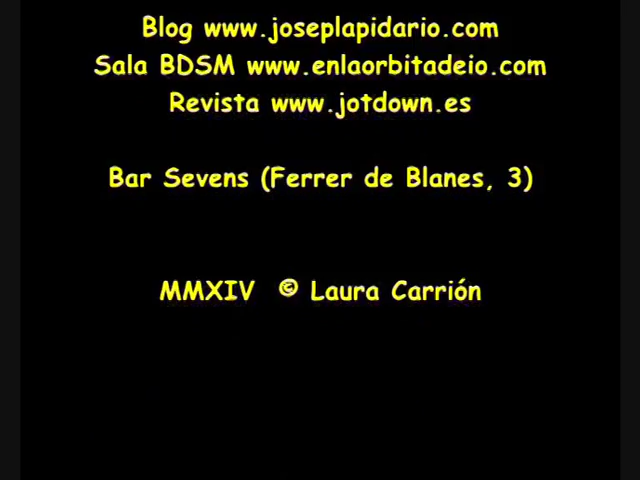 Blog www.joseplapidario.com
Sala BDSM www.enlaorbitadeio.com
Revista www.jotdown.es
Bar Sevens (Ferrer de Blanes, 3)
MMXIV © Laura Carrión